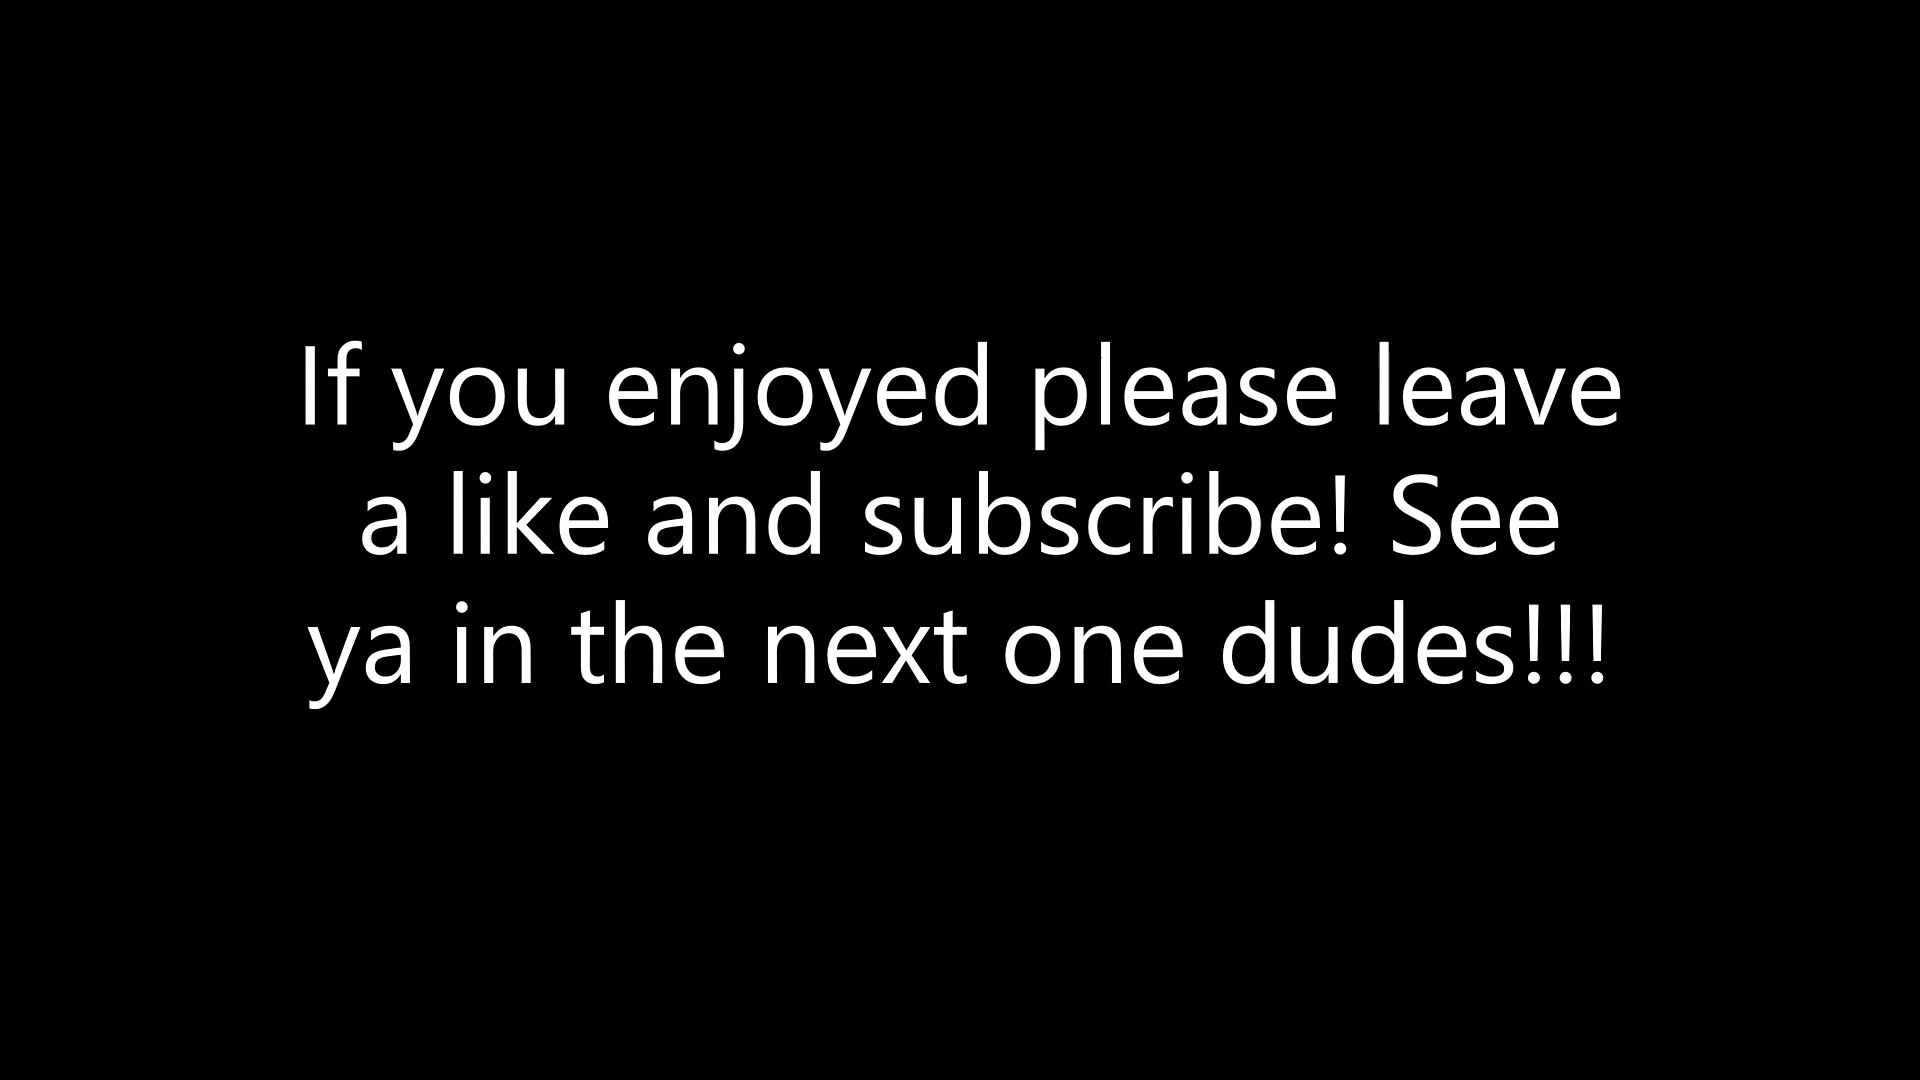 If you enjoyed please leave
a like and subscribe! See
ya in the next one dudes!!!